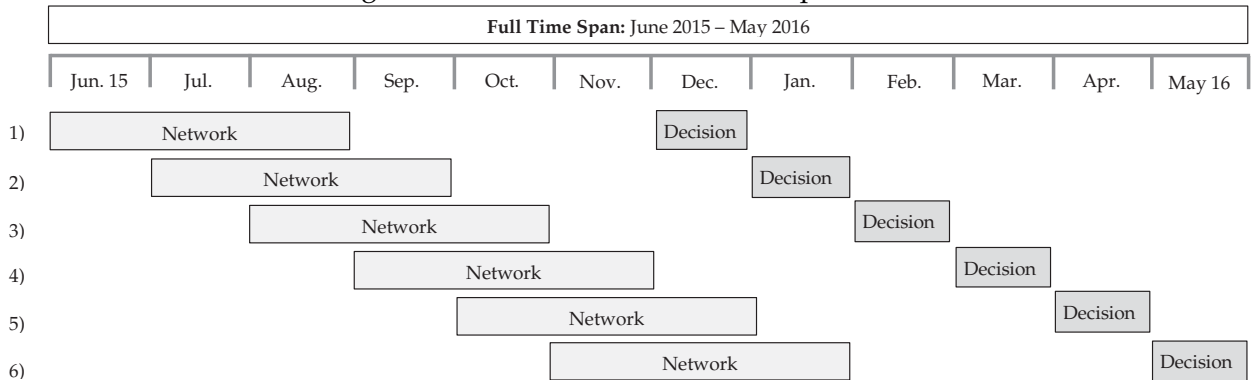 Full Time Span: June 2015 – May 2016
Jun. 15 Jul. Aug. Sep. Oct. Nov. Dec. Jan. Feb. Mar. Apr. May 16
1) Network Decision
2) Network Decision
3) Network Decision
4) Network Decision
5) Network Decision
6) Network Decision